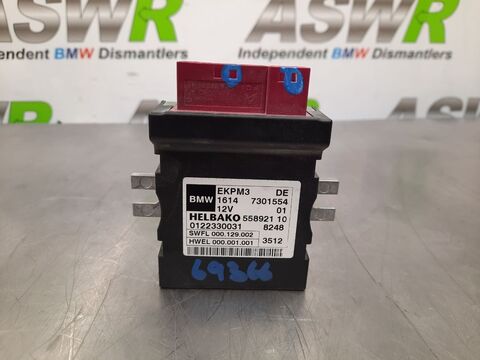 ASWR ASWR
Independent BMW Dismantlers Independent BMW Dismantlers
BMW
EKPM3 DE
1614 7301554
12V 01
HELBAKO 558921 10
0122330031 8248
SWFL 000.129.002
HWEL 000.001.001 3512
69366